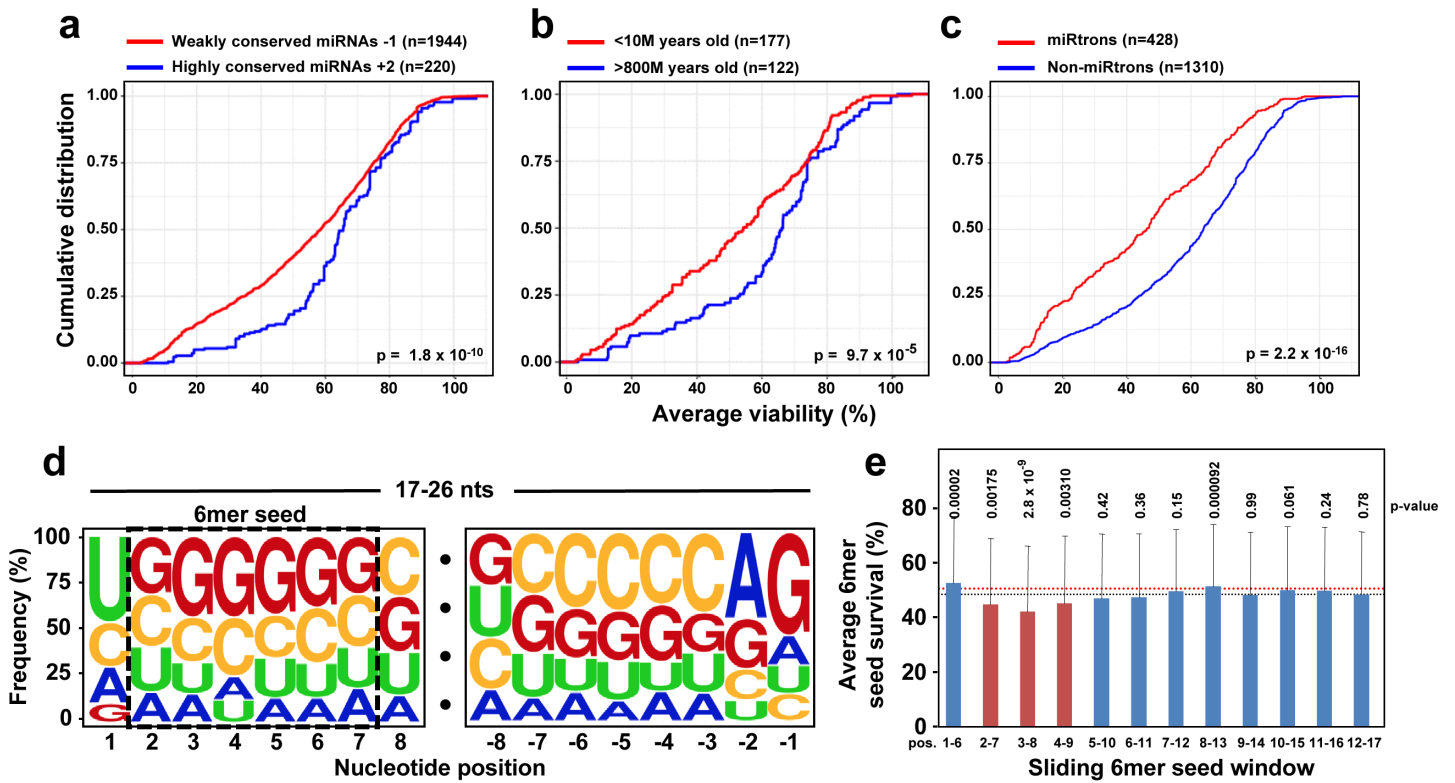 a
Weakly conserved miRNAs -1 (n=1944)
Highly conserved miRNAs +2 (n=220)
b
<10M years old (n=177)
>800M years old (n=122)
c
miRtrons (n=428)
Non-miRtrons (n=1310)
Cumulative distribution
1.00
0.75
0.50
0.25
0.00
p = 1.8 x 10-10
0 20 40 60 80 100
1.00
0.75
0.50
0.25
0.00
p = 9.7 x 10-5
0 20 40 60 80 100
1.00
0.75
0.50
0.25
0.00
p = 2.2 x 10-16
0 20 40 60 80 100
Average viability (%)
d
17-26 nts
6mer seed
Frequency (%)
100
75
50
25
0
U G G G G G G C
C C C C C C C G
A U U A U U U U
G A A U A A A A
G C C C C C A G
U G G G G G G A
C U U U U U C U
A A A A A A U C
1 2 3 4 5 6 7 8
-8 -7 -6 -5 -4 -3 -2 -1
Nucleotide position
e
Average 6mer
seed survival (%)
80
60
40
20
0
0.00002
0.00175
2.8 x 10-9
0.00310
0.42
0.36
0.15
0.000092
0.99
0.061
0.24
0.78
p-value
pos. 1-6 2-7 3-8 4-9 5-10 6-11 7-12 8-13 9-14 10-15 11-16 12-17
Sliding 6mer seed window